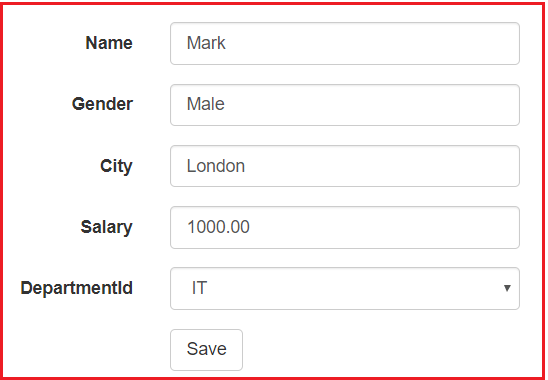 Name Mark
Gender Male
City London
Salary 1000.00
DepartmentId IT
Save